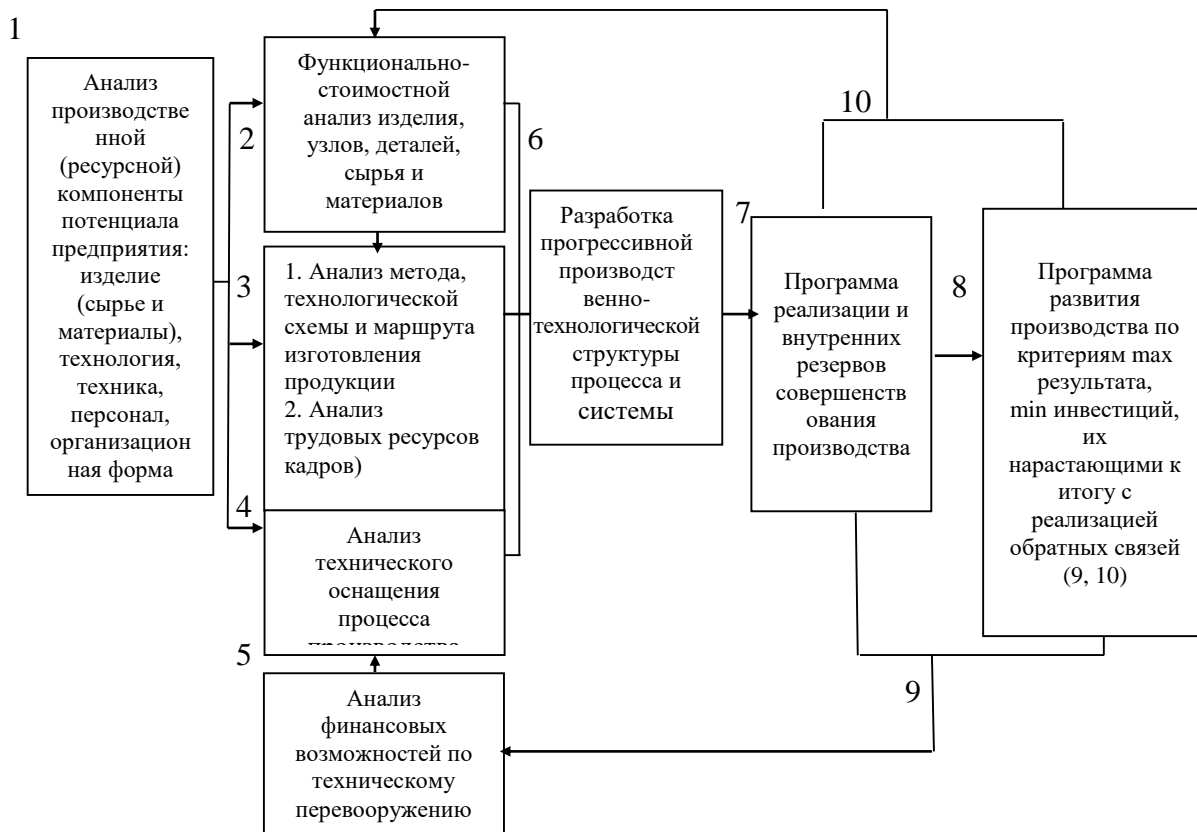 1
Анализ
производстве
нной
(ресурсной)
компоненты
потенциала
предприятия:
изделие
(сырье и
материалы),
технология,
техника,
персонал,
организацион
ная форма
2
Функционально-
стоимостной
анализ изделия,
узлов, деталей,
сырья и
материалов
3
1. Анализ метода,
технологической
схемы и маршрута
изготовления
продукции
2. Анализ
трудовых ресурсов
кадров)
4
Анализ
технического
оснащения
процесса
производства
5
Анализ
финансовых
возможностей по
техническому
перевооружению
6
Разработка
прогрессивной
производст
венно-
технологической
структуры
процесса и
системы
7
Программа
реализации и
внутренних
резервов
совершенств
ования
производства
8
Программа
развития
производства по
критериям max
результата,
min инвестиций,
их
нарастающими к
итогу с
реализацией
обратных связей
(9, 10)
9
10